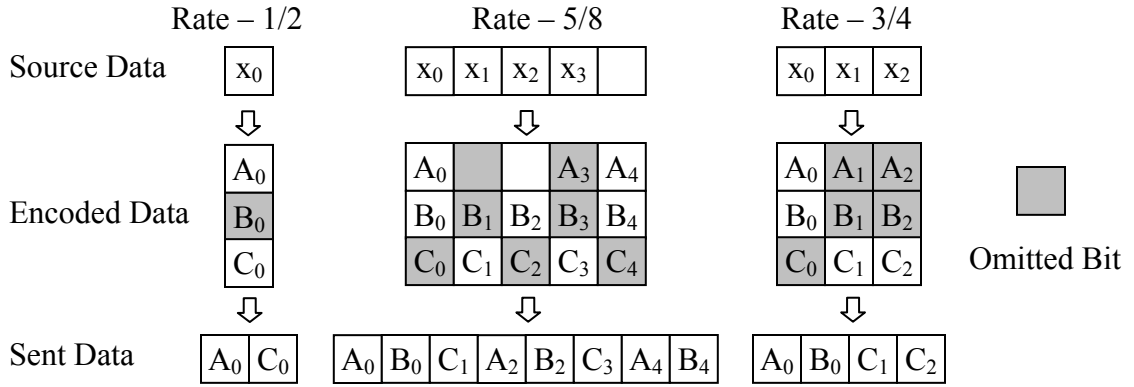 Rate – 1/2 Rate – 5/8 Rate – 3/4
Source Data x₀ x₀ x₁ x₂ x₃ x₀ x₁ x₂
A₀ A₀ A₃ A₄ A₀ A₁ A₂
Encoded Data B₀ B₀ B₁ B₂ B₃ B₄ B₀ B₁ B₂
C₀ C₀ C₁ C₂ C₃ C₄ C₀ C₁ C₂
Omitted Bit
Sent Data A₀ C₀ A₀ B₀ C₁ A₂ B₂ C₃ A₄ B₄ A₀ B₀ C₁ C₂